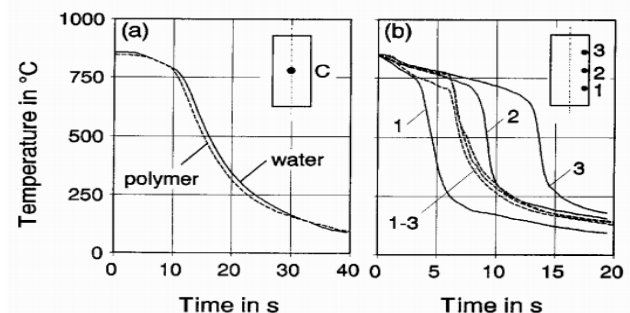 Temperature in °C
1000
750
500
250
0
(a)
C
polymer
water
0 10 20 30 40
Time in s
(b)
3
2
1
1
2
3
1-3
0 5 10 15 20
Time in s